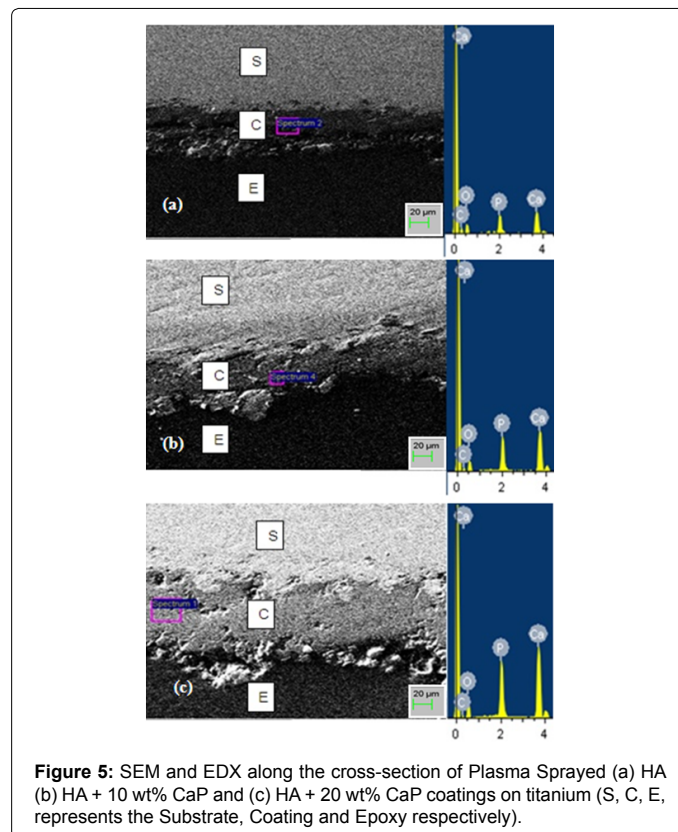 S
C
Spectrum 2
E
(a)
20 µm
Ca
O
C
P
Ca
0 2 4
S
C
Spectrum 4
E
(b)
20 µm
Ca
O
C
P
Ca
0 2 4
S
Spectrum 1
C
(c)
E
20 µm
Ca
O
C
P
Ca
0 2 4
Figure 5: SEM and EDX along the cross-section of Plasma Sprayed (a) HA
(b) HA + 10 wt% CaP and (c) HA + 20 wt% CaP coatings on titanium (S, C, E,
represents the Substrate, Coating and Epoxy respectively).